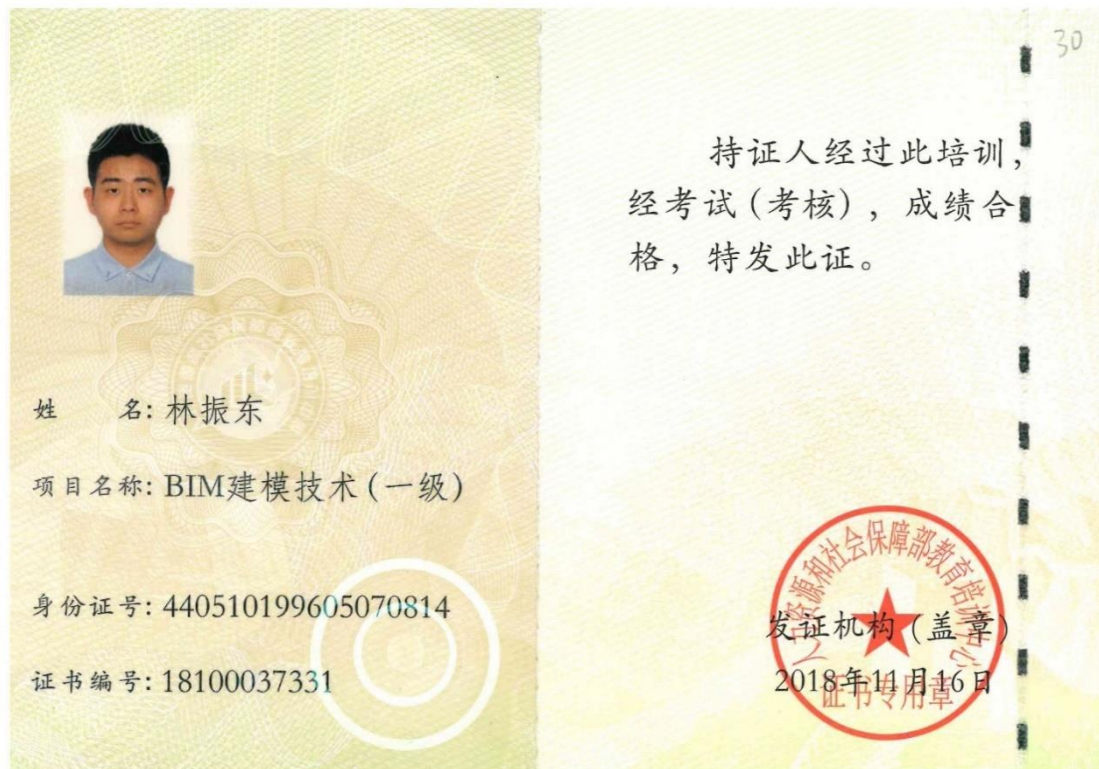 姓 名: 林振东
项目名称: BIM建模技术(一级)
身份证号: 440510199605070814
证书编号: 18100037331
30
持证人经过此培训,
经考试(考核), 成绩合
格, 特发此证。
人力资源和社会保障部教育培训中心
发证机构(盖章)
2018年11月16日
证书专用章